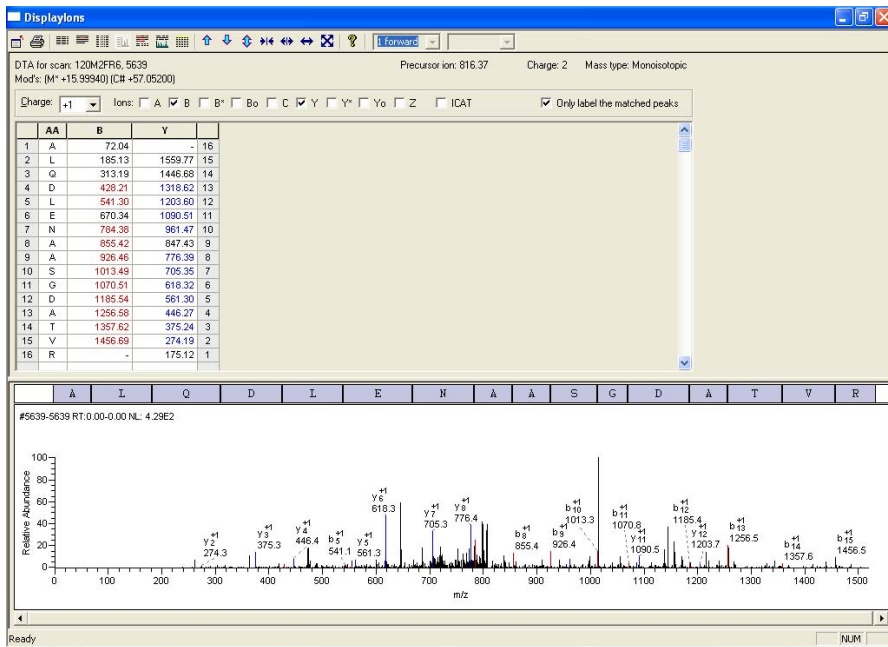 DisplayIons
1 forward
DTA for scan: 120M2FR6, 5639 Precursor ion: 816.37 Charge: 2 Mass type: Monoisotopic
Mod's: (M* +15.99940) (C# +57.05200)
Charge: +1 Ions: A B B* Bo C Y Y* Yo Z ICAT Only label the matched peaks
AA B Y
1 A 72.04 - 16
2 L 185.13 1559.77 15
3 Q 313.19 1446.68 14
4 D 428.21 1318.62 13
5 L 541.30 1203.60 12
6 E 670.34 1090.51 11
7 N 784.38 961.47 10
8 A 855.42 847.43 9
9 A 926.46 776.39 8
10 S 1013.49 705.35 7
11 G 1070.51 618.32 6
12 D 1185.54 561.30 5
13 A 1256.58 446.27 4
14 T 1357.62 375.24 3
15 V 1456.69 274.19 2
16 R - 175.12 1
A L Q D L E N A A S G D A T V R
#5639-5639 RT:0.00-0.00 NL: 4.29E2
Relative Abundance
100
80
60
40
20
0
y2 +1 274.3
y3 +1 375.3
y4 +1 446.4
b5 +1 541.1
y5 +1 561.3
y6 +1 618.3
y7 +1 705.3
y8 +1 776.4
b8 +1 855.4
b9 +1 926.4
b10 +1 1013.3
b11 +1 1070.8
y11 +1 1090.5
b12 +1 1185.4
y12 +1 1203.7
b13 +1 1256.5
b14 +1 1357.6
b15 +1 1456.5
0 100 200 300 400 500 600 700 800 900 1000 1100 1200 1300 1400 1500
m/z
Ready NUM